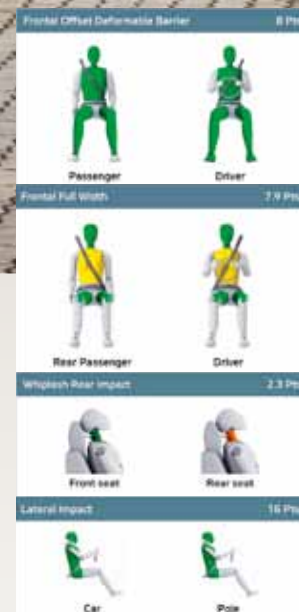 Frontal Offset Deformable Barrier 8 Pts
Passenger Driver
Frontal Full Width 7.9 Pts
Rear Passenger Driver
Whiplash Rear Impact 2.3 Pts
Front seat Rear seat
Lateral Impact 16 Pts
Car Pole